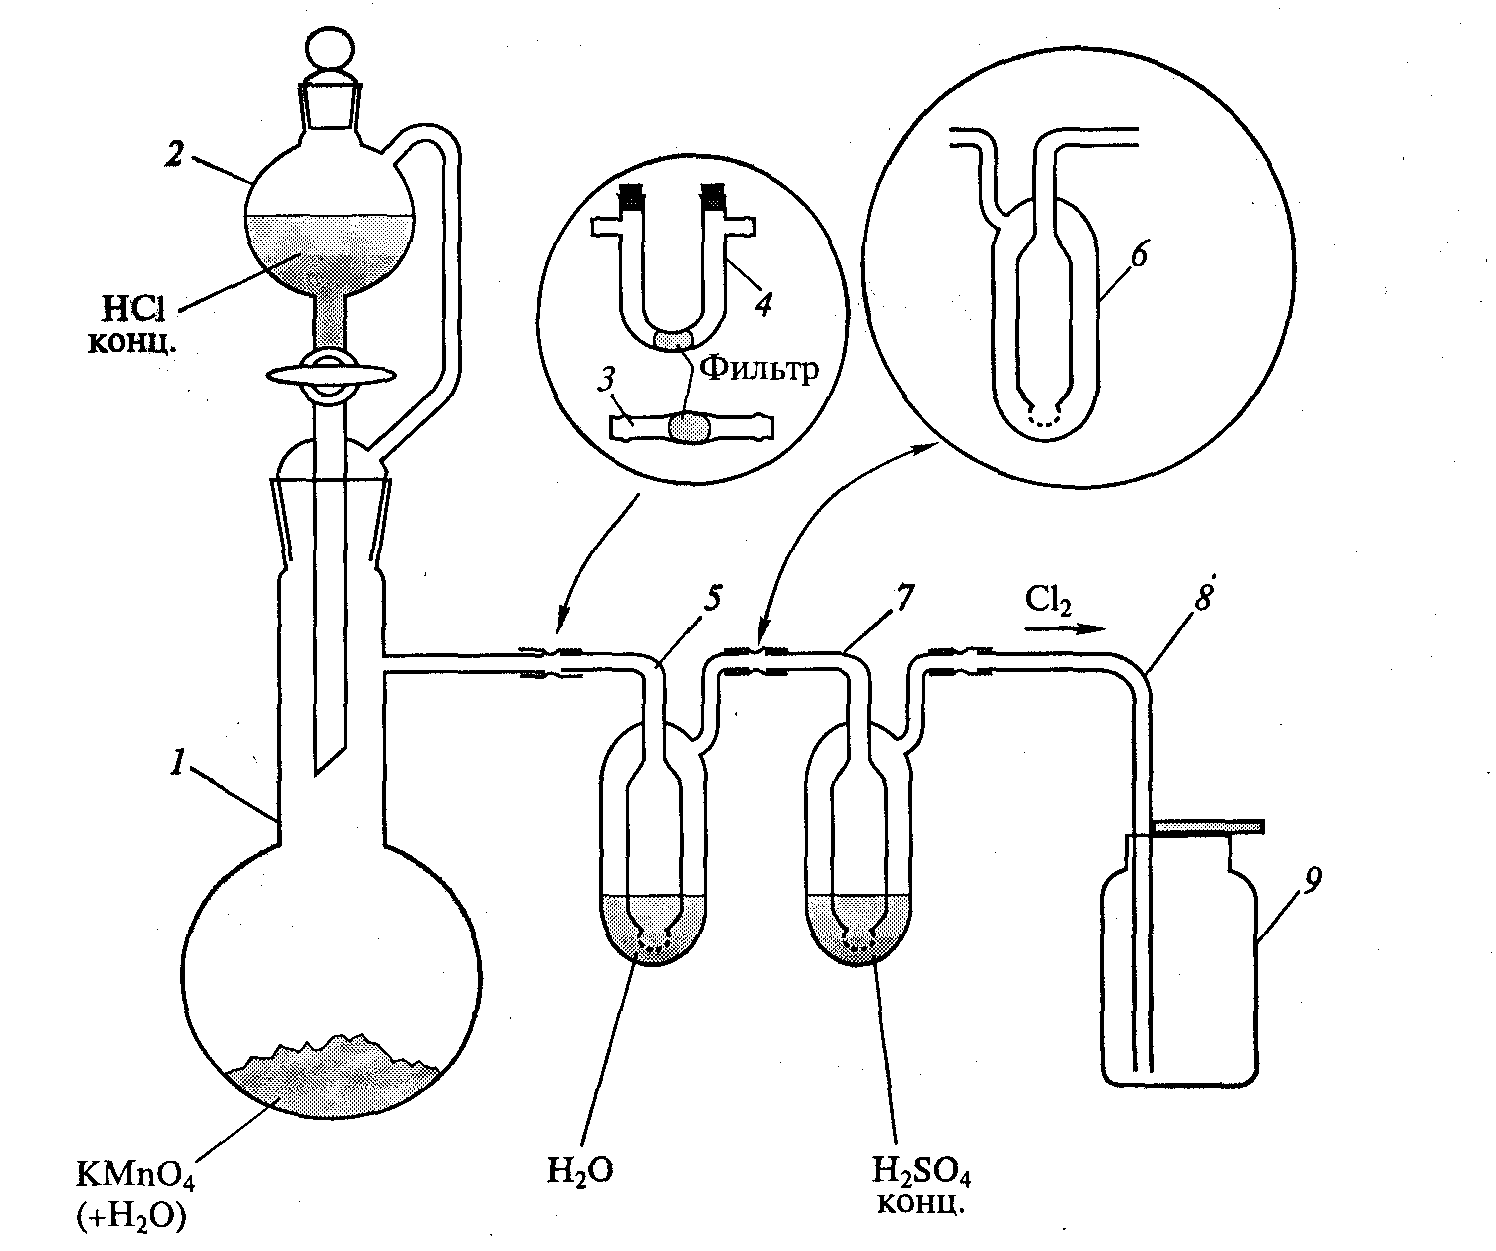 2
HCl
конц.
4
Фильтр
3
6
5
7
Cl₂
8
1
9
KMnO₄
(+H₂O)
H₂O
H₂SO₄
конц.